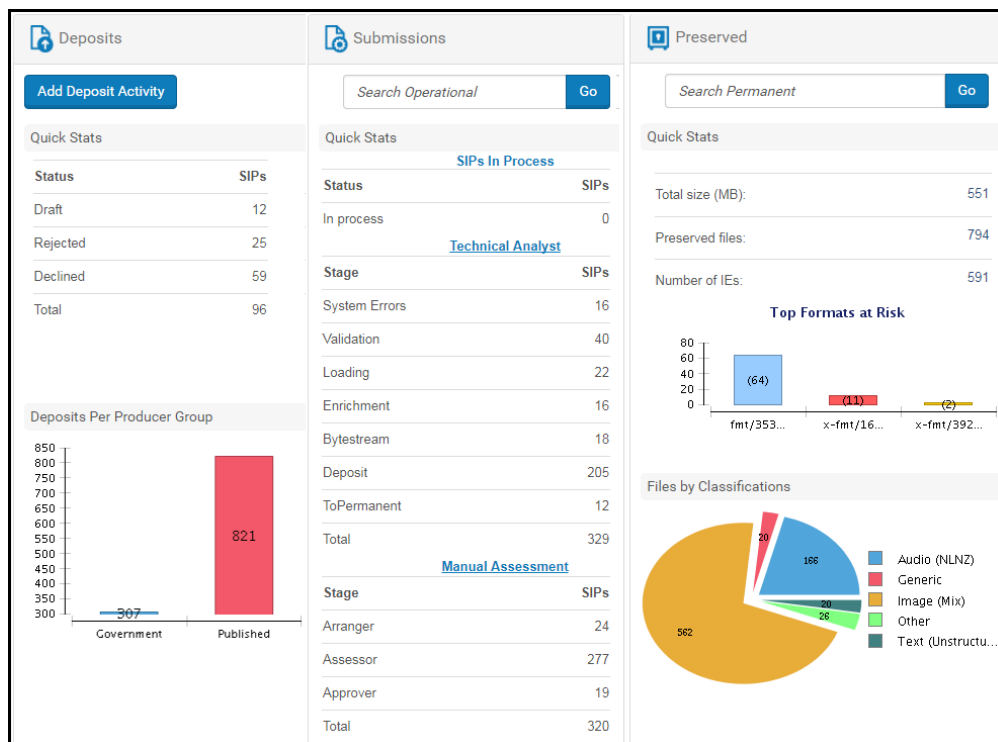 Deposits
Add Deposit Activity
Quick Stats
Status SIPs
Draft 12
Rejected 25
Declined 59
Total 96
Deposits Per Producer Group
850
800
750
700
650
600
550
500
450
400
350
300
307
821
Government Published
Submissions
Search Operational Go
Quick Stats
SIPs In Process
Status SIPs
In process 0
Technical Analyst
Stage SIPs
System Errors 16
Validation 40
Loading 22
Enrichment 16
Bytestream 18
Deposit 205
ToPermanent 12
Total 329
Manual Assessment
Stage SIPs
Arranger 24
Assessor 277
Approver 19
Total 320
Preserved
Search Permanent Go
Quick Stats
Total size (MB): 551
Preserved files: 794
Number of IEs: 591
Top Formats at Risk
80
60
40
20
0
(64)
(11)
(2)
fmt/353... x-fmt/16... x-fmt/392...
Files by Classifications
20
166
20
26
562
Audio (NLNZ)
Generic
Image (Mix)
Other
Text (Unstructu...